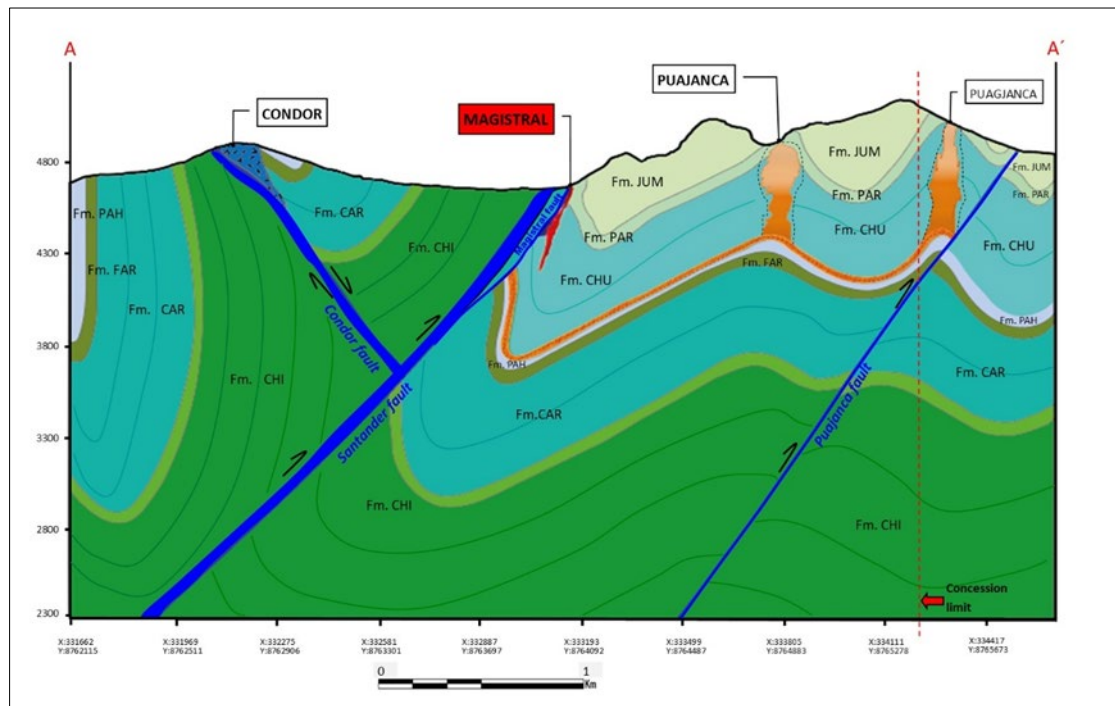 A
A´
CONDOR
MAGISTRAL
PUAJANCA
PUAGJANCA
4800
4300
3800
3300
2800
2300
Fm. PAH
Fm. FAR
Fm. CAR
Fm. CHI
Fm. CAR
Fm. CHI
Condor fault
Santander fault
Magistral fault
Fm. JUM
Fm. PAR
Fm. CHU
Fm. PAH
Fm.CAR
Fm. CHI
Fm. FAR
Fm. JUM
Fm. PAR
Fm. CHU
Fm. JUM
Fm. PAR
Fm. CHU
Fm. PAH
Fm. CAR
Puajanca fault
Fm. CHI
Concession
limit
X:331662
Y:8762115
X:331969
Y:8762511
X:332275
Y:8762906
X:332581
Y:8763301
X:332887
Y:8763697
X:333193
Y:8764092
X:333499
Y:8764487
X:333805
Y:8764883
X:334111
Y:8765278
X:334417
Y:8765673
0
1
Km